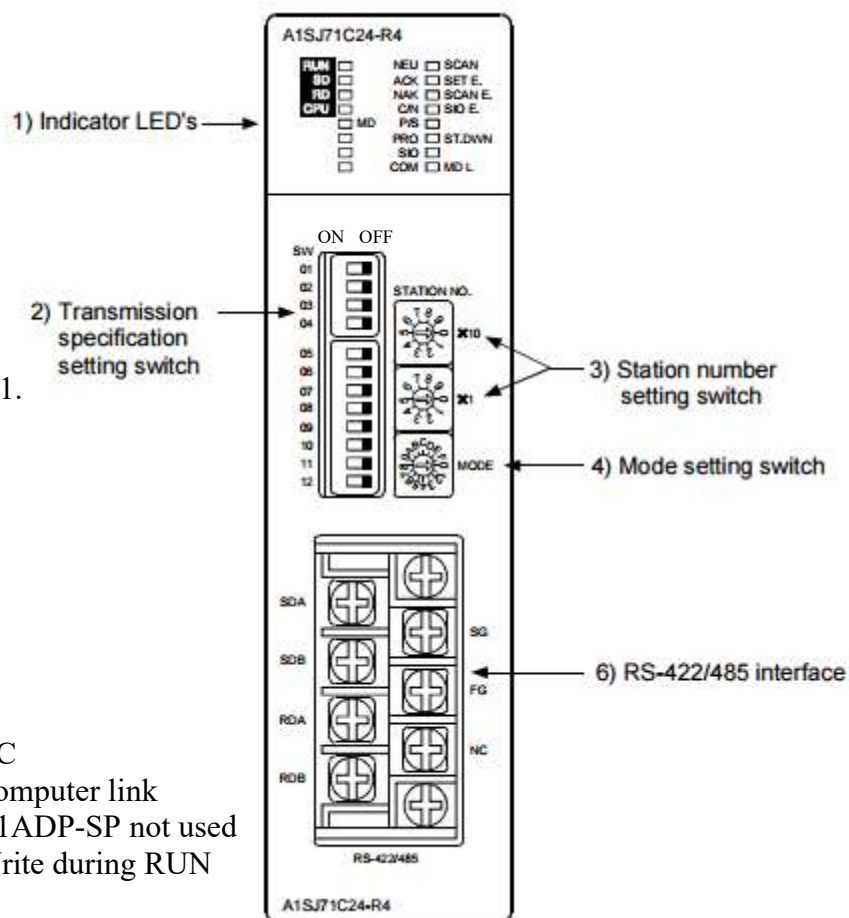 A1SJ71C24-R4
RUN
NEU SCAN
SD
ACK SET E.
RD
NAK SCAN E.
CPU
C/N SIO E.
MD P/S
PRO ST.DWN
SIO
COM MD L
1) Indicator LED's
ON OFF
SW
01
02
03
04
05
06
07
08
09
10
11
12
2) Transmission
specification
setting switch
1.
STATION NO.
X10
X1
MODE
3) Station number
setting switch
4) Mode setting switch
SDA
SG
SDB
FG
RDA
NC
RDB
6) RS-422/485 interface
C
omputer link
1ADP-SP not used
rite during RUN
RS-422/485
A1SJ71C24-R4